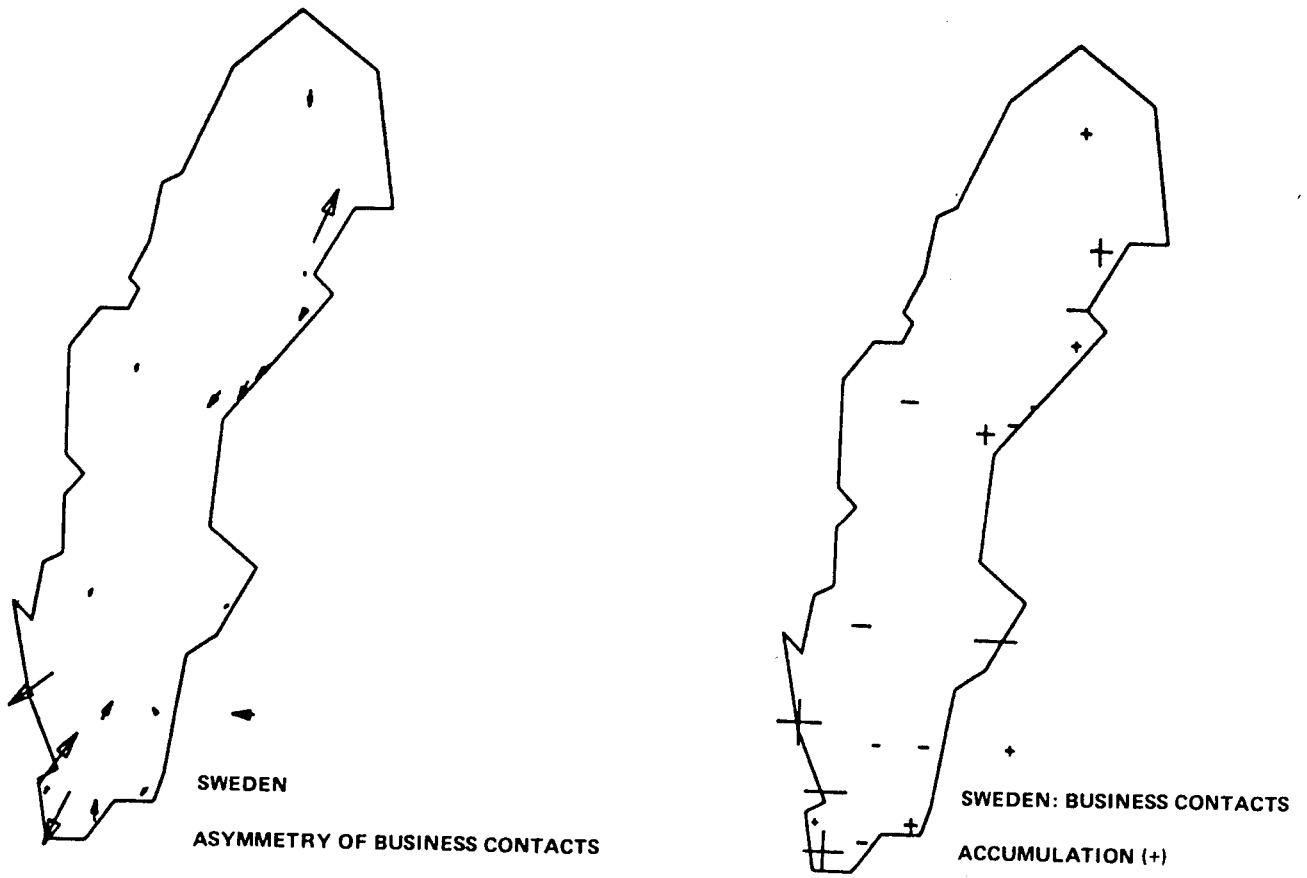 SWEDEN
ASYMMETRY OF BUSINESS CONTACTS
SWEDEN: BUSINESS CONTACTS
ACCUMULATION (+)